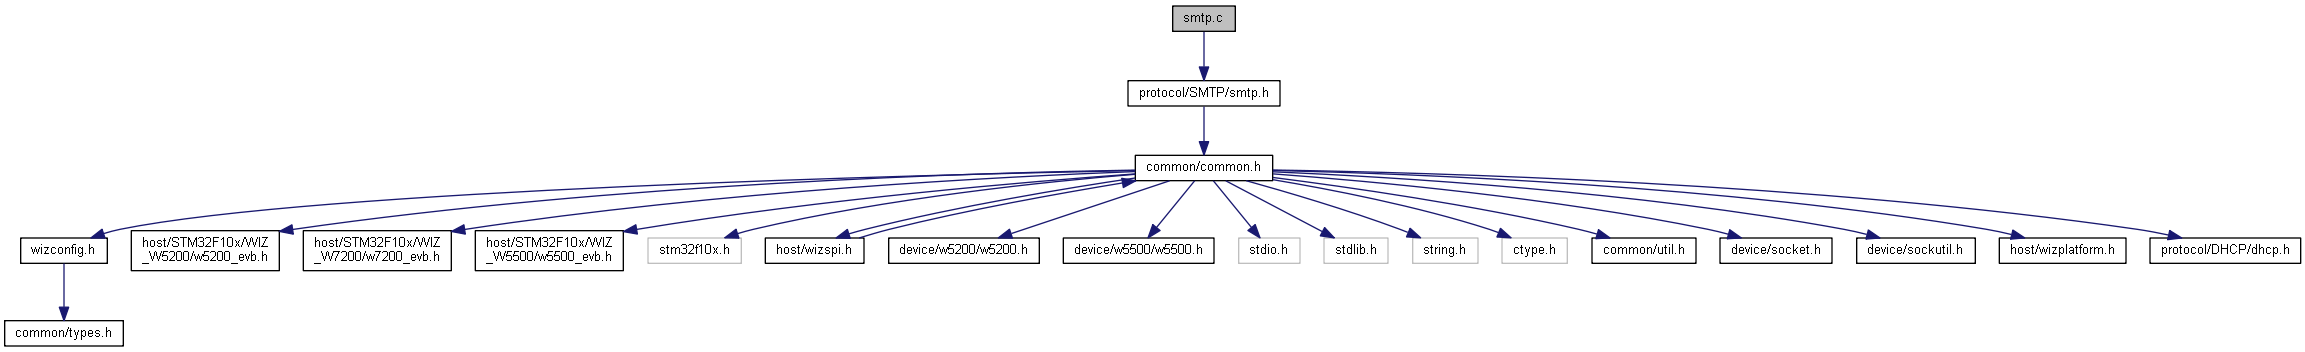 smtp.c
protocol/SMTP/smtp.h
common/common.h
wizconfig.h
host/STM32F10x/WIZ
_W5200/w5200_evb.h
host/STM32F10x/WIZ
_W7200/w7200_evb.h
host/STM32F10x/WIZ
_W5500/w5500_evb.h
stm32f10x.h
host/wizspi.h
device/w5200/w5200.h
device/w5500/w5500.h
stdio.h
stdlib.h
string.h
ctype.h
common/util.h
device/socket.h
device/sockutil.h
host/wizplatform.h
protocol/DHCP/dhcp.h
common/types.h